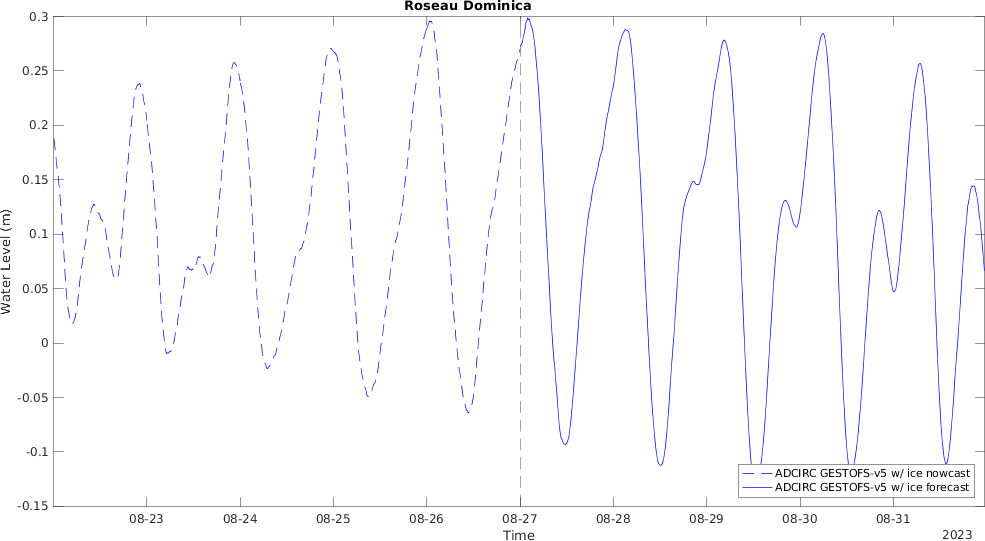 Roseau Dominica
0.3
0.25
0.2
0.15
0.1
0.05
0
-0.05
-0.1
-0.15
Water Level (m)
ADCIRC GESTOFS-v5 w/ ice nowcast
ADCIRC GESTOFS-v5 w/ ice forecast
08-23 08-24 08-25 08-26 08-27 08-28 08-29 08-30 08-31
Time
2023